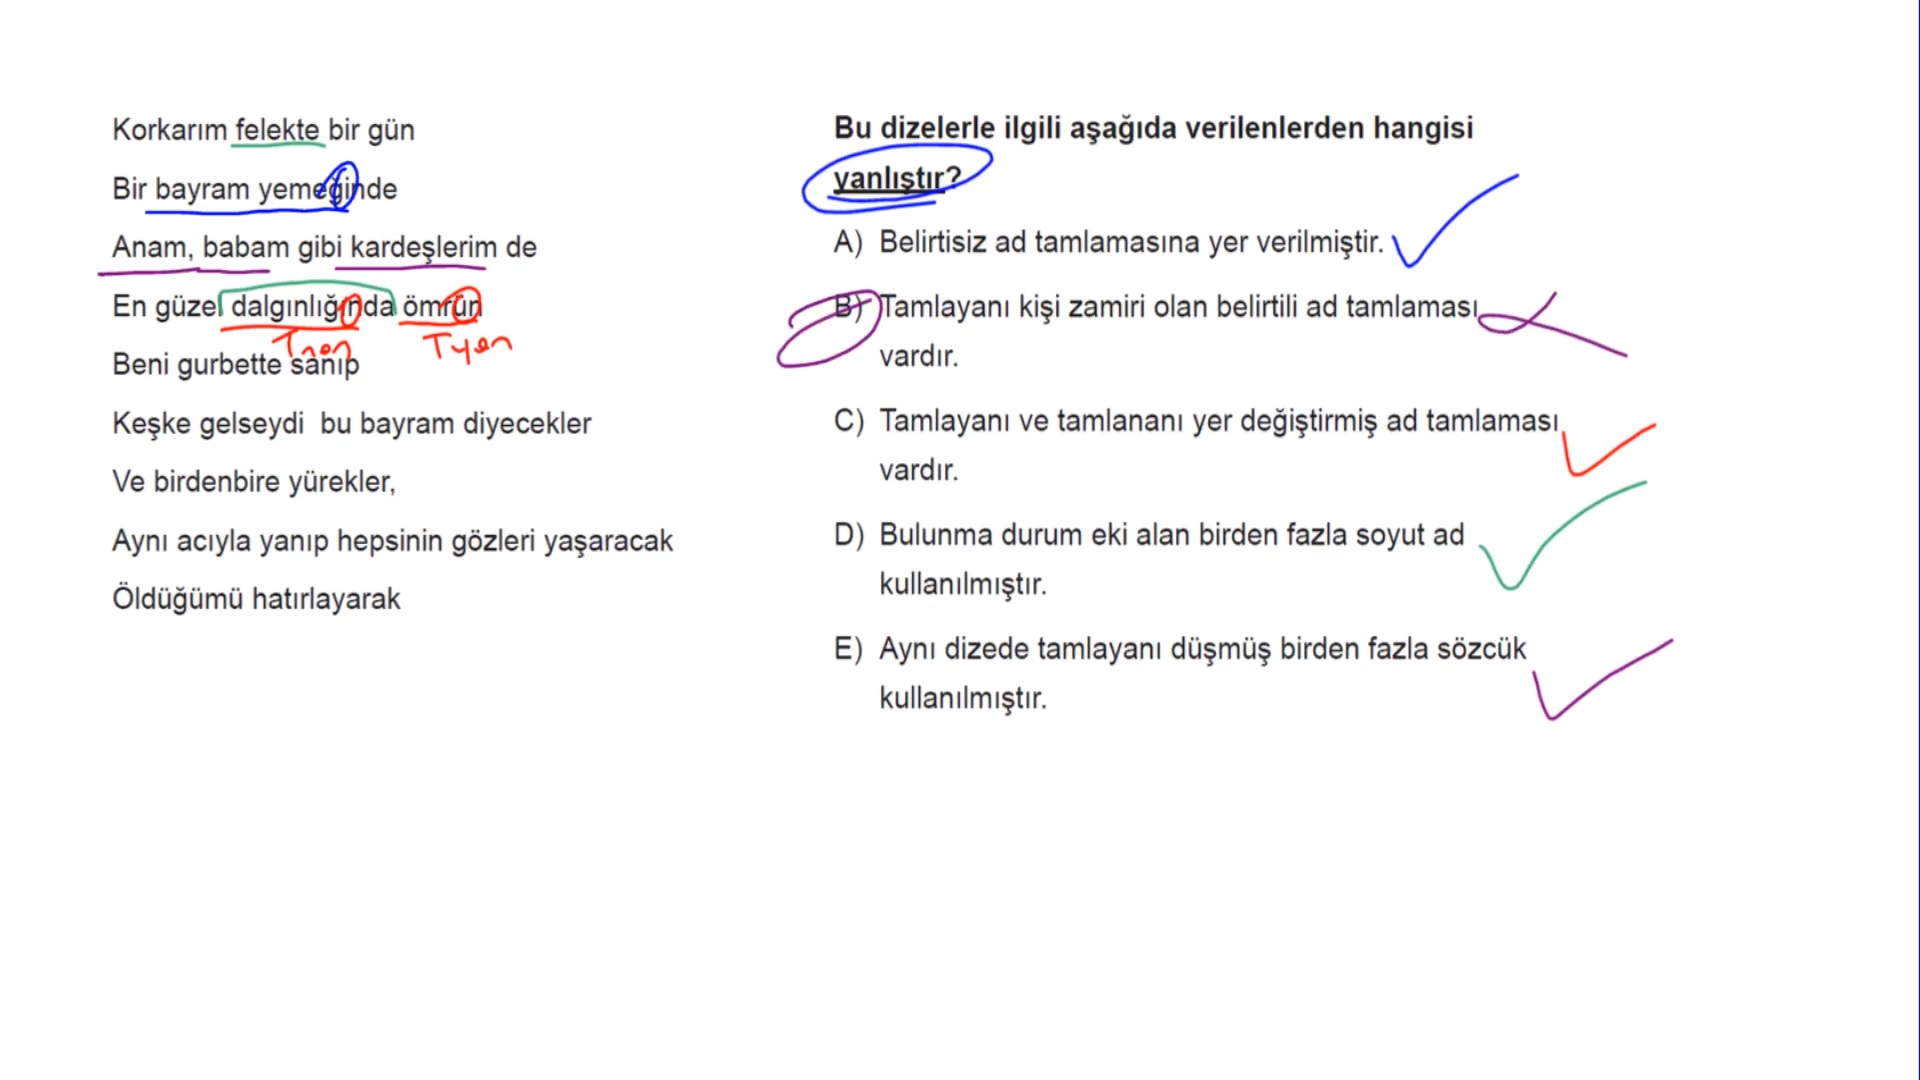 Korkarım felekte bir gün
Bir bayram yemeğinde
Anam, babam gibi kardeşlerim de
En güzel dalgınlığında ömrün
Tnan Tyan
Beni gurbette sanıp
Keşke gelseydi bu bayram diyecekler
Ve birdenbire yürekler,
Aynı acıyla yanıp hepsinin gözleri yaşaracak
Öldüğümü hatırlayarak
Bu dizelerle ilgili aşağıda verilenlerden hangisi
yanlıştır?
A) Belirtisiz ad tamlamasına yer verilmiştir.
B) Tamlayanı kişi zamiri olan belirtili ad tamlaması
vardır.
C) Tamlayanı ve tamlananı yer değiştirmiş ad tamlaması
vardır.
D) Bulunma durum eki alan birden fazla soyut ad
kullanılmıştır.
E) Aynı dizede tamlayanı düşmüş birden fazla sözcük
kullanılmıştır.